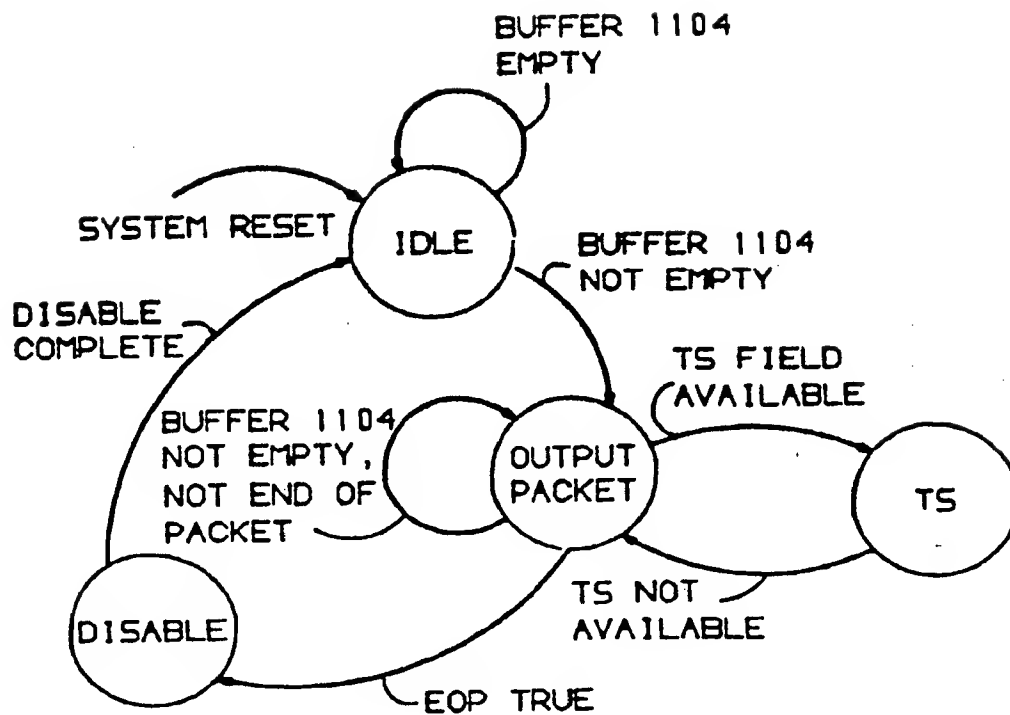 BUFFER 1104
EMPTY
SYSTEM RESET
IDLE
BUFFER 1104
NOT EMPTY
DISABLE
COMPLETE
TS FIELD
AVAILABLE
BUFFER 1104
NOT EMPTY,
NOT END OF
PACKET
OUTPUT
PACKET
TS
TS NOT
AVAILABLE
DISABLE
EOP TRUE